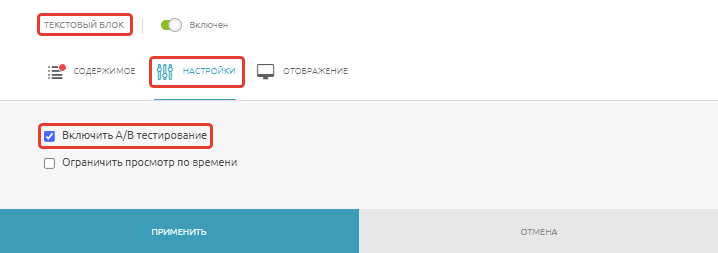 ТЕКСТОВЫЙ БЛОК Включен
СОДЕРЖИМОЕ НАСТРОЙКИ ОТОБРАЖЕНИЕ
Включить A/B тестирование
Ограничить просмотр по времени
ПРИМЕНИТЬ ОТМЕНА